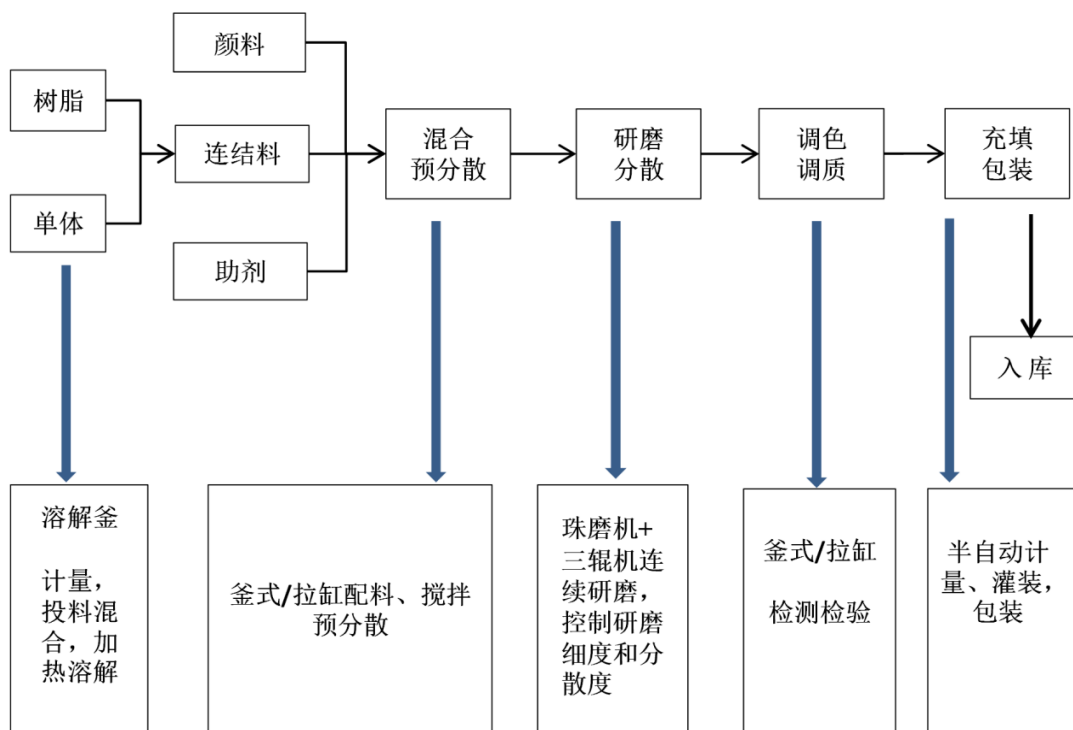 颜料
树脂
连结料
混合
预分散
研磨
分散
调色
调质
充填
包装
单体
助剂
入 库
溶解釜
计量，
投料混
合，加
热溶解
釜式/拉缸配料、搅拌
预分散
珠磨机+
三辊机连
续研磨，
控制研磨
细度和分
散度
釜式/拉缸
检测检验
半自动计
量、灌装，
包装